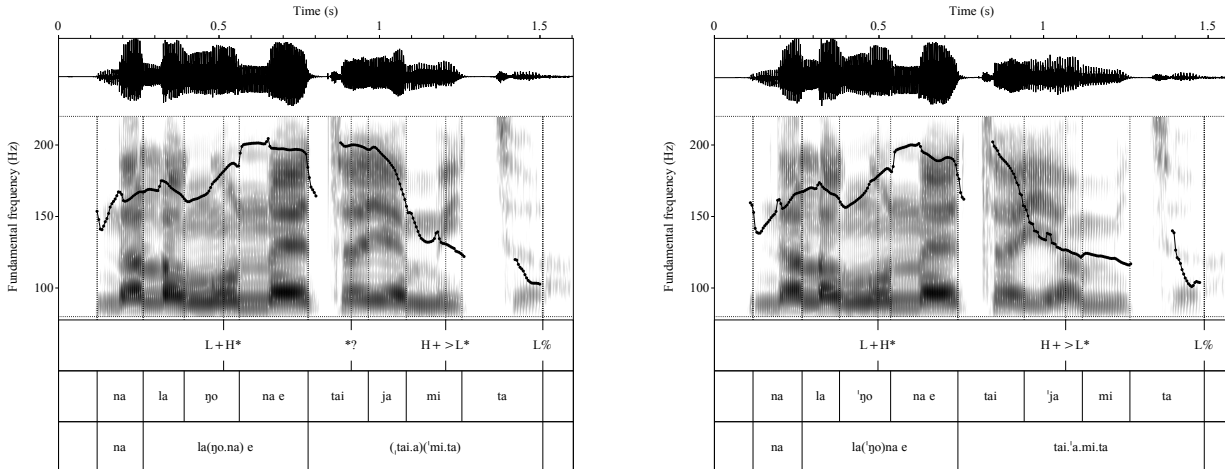 Time (s)
0 0.5 1 1.5
Fundamental frequency (Hz)
200
150
100
L+H* *? H+>L* L%
na la ŋo na e tai ja mi ta
na la(ŋo.na) e (ˌtai.a)(ˈmi.ta)
Time (s)
0 0.5 1 1.5
Fundamental frequency (Hz)
200
150
100
L+H* H+>L* L%
na la ˈŋo na e tai ˈja mi ta
na la(ˈŋo)na e tai.ˈa.mi.ta